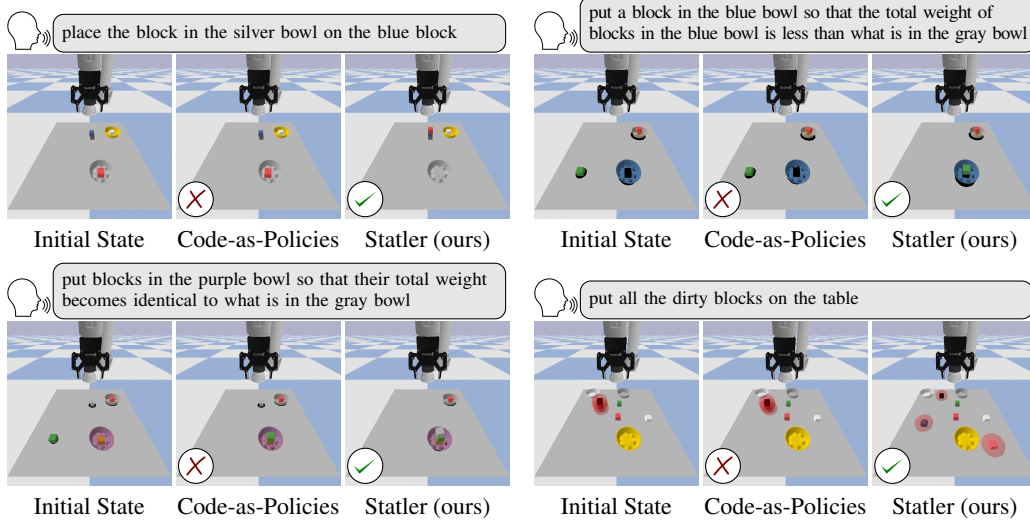 place the block in the silver bowl on the blue block
Initial State
Code-as-Policies
Statler (ours)
put a block in the blue bowl so that the total weight of
blocks in the blue bowl is less than what is in the gray bowl
Initial State
Code-as-Policies
Statler (ours)
put blocks in the purple bowl so that their total weight
becomes identical to what is in the gray bowl
Initial State
Code-as-Policies
Statler (ours)
put all the dirty blocks on the table
Initial State
Code-as-Policies
Statler (ours)